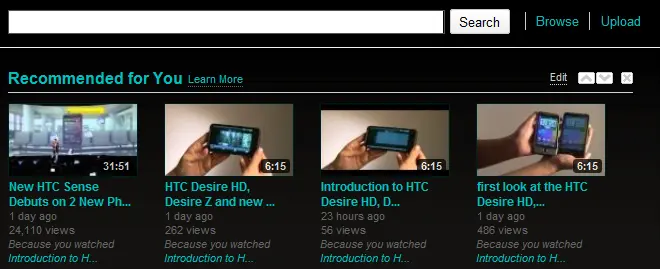 Search Browse Upload
Recommended for You Learn More Edit
31:51 6:15 6:15 6:15
New HTC Sense
Debuts on 2 New Ph...
1 day ago
24,110 views
Because you watched
Introduction to H...
HTC Desire HD,
Desire Z and new ...
1 day ago
262 views
Because you watched
Introduction to H...
Introduction to HTC
Desire HD, D...
23 hours ago
56 views
Because you watched
Introduction to H...
first look at the HTC
Desire HD,...
1 day ago
486 views
Because you watched
Introduction to H...